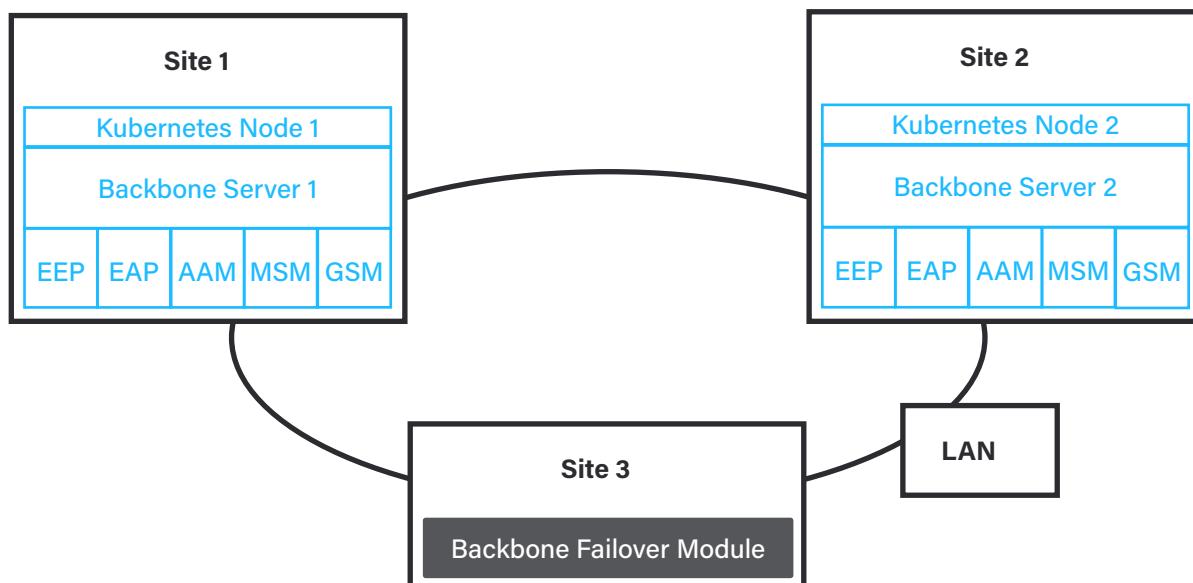 Site 1
Kubernetes Node 1
Backbone Server 1
EEP EAP AAM MSM GSM
Site 2
Kubernetes Node 2
Backbone Server 2
EEP EAP AAM MSM GSM
LAN
Site 3
Backbone Failover Module